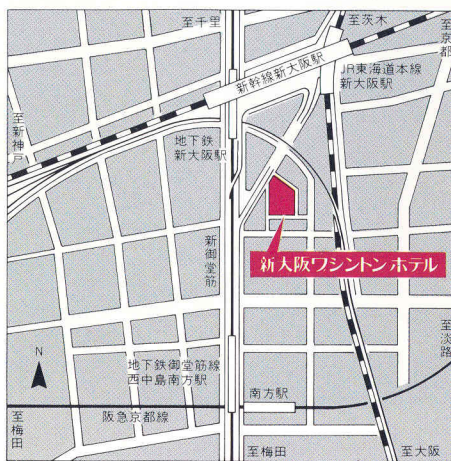 至千里
至茨木
至京都
新幹線新大阪駅
JR東海道本線
新大阪駅
至新神戸
地下鉄
新大阪駅
新御堂筋
新大阪ワシントンホテル
至淡路
N
地下鉄御堂筋線
西中島南方駅
南方駅
阪急京都線
至梅田
至梅田
至大阪